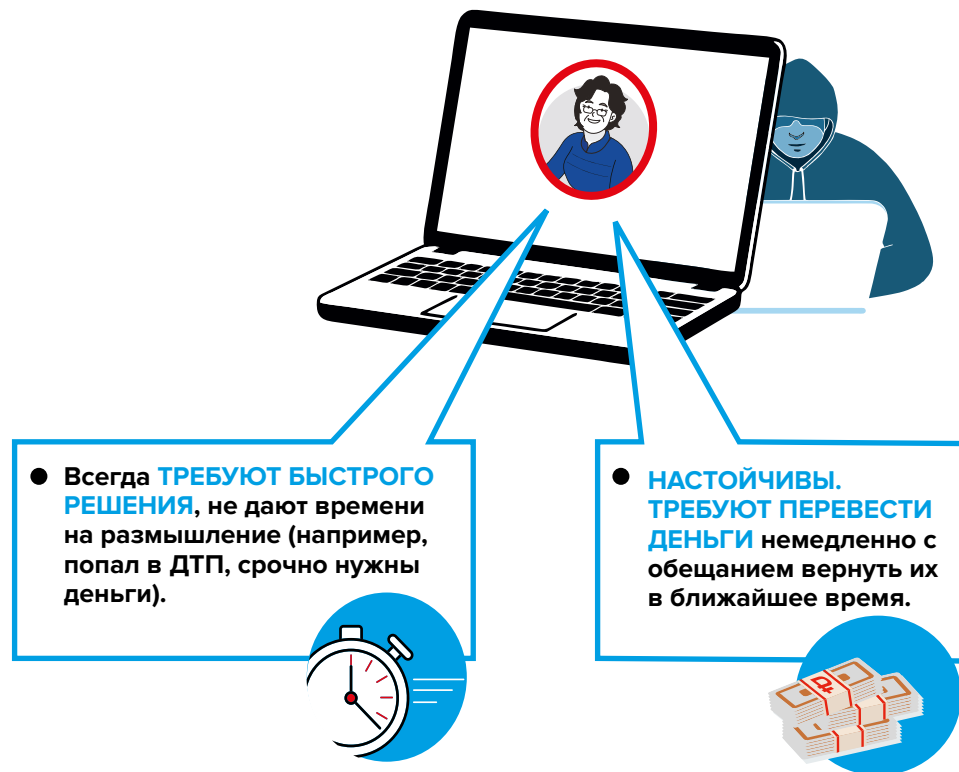 ● Всегда ТРЕБУЮТ БЫСТРОГО
РЕШЕНИЯ, не дают времени
на размышление (например,
попал в ДТП, срочно нужны
деньги).
● НАСТОЙЧИВЫ.
ТРЕБУЮТ ПЕРЕВЕСТИ
ДЕНЬГИ немедленно с
обещанием вернуть их
в ближайшее время.